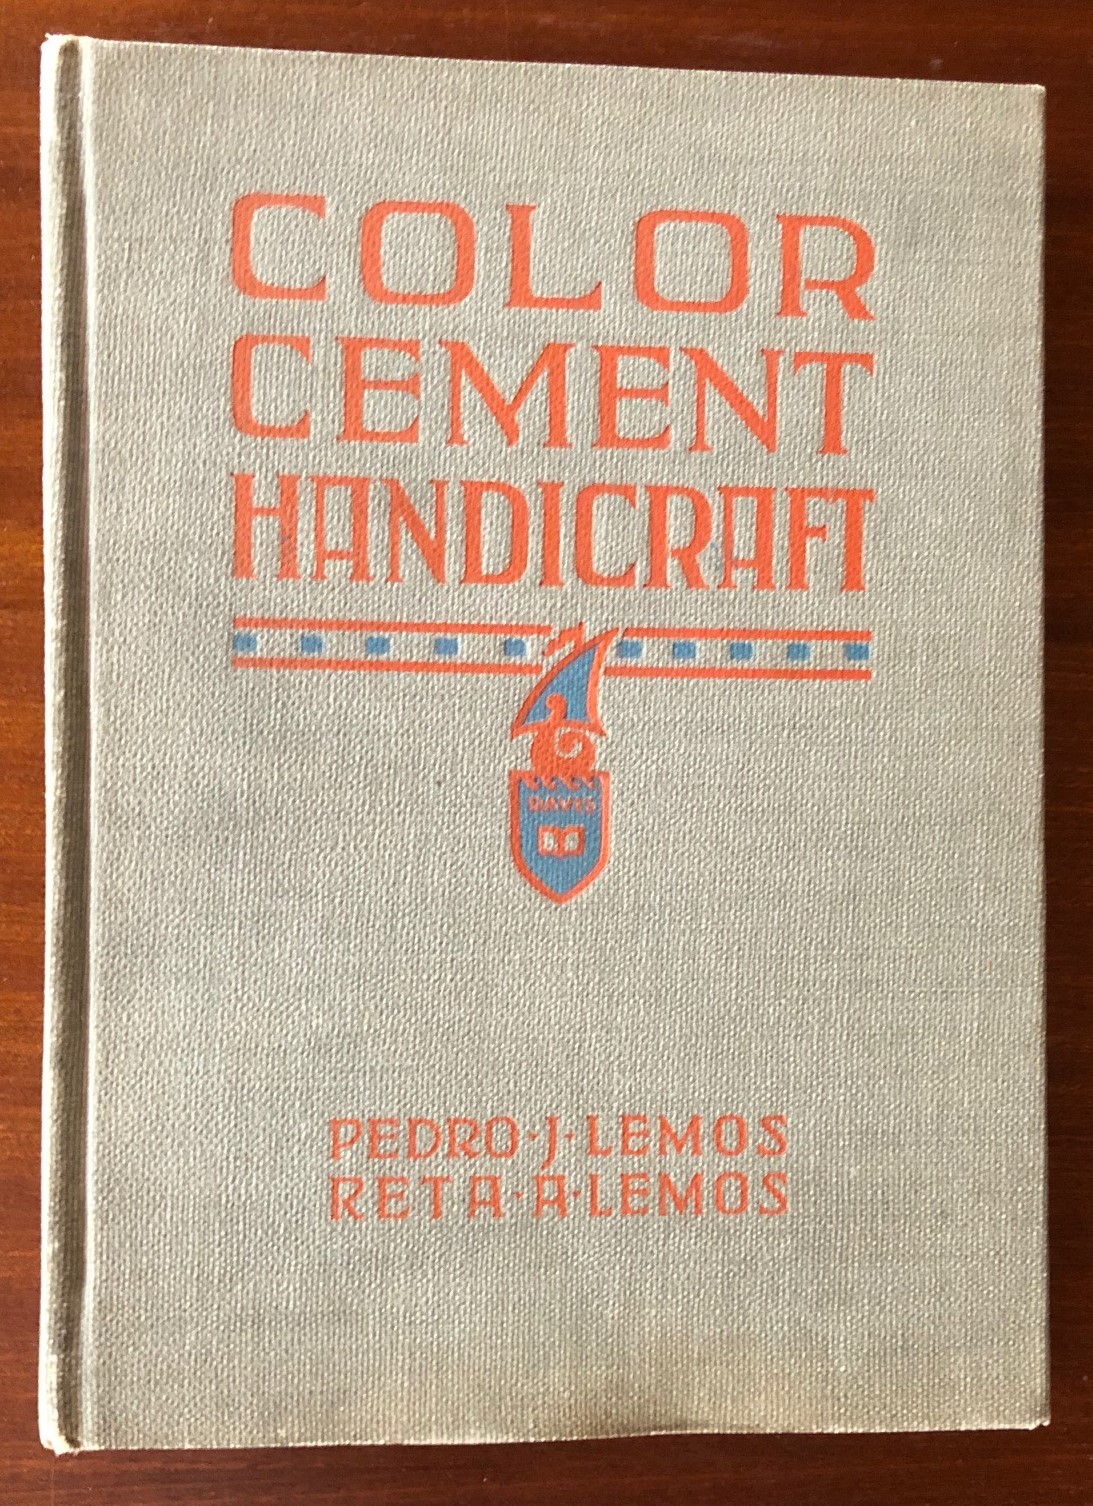 COLOR
CEMENT
HANDICRAFT
DAVIS
PEDRO·J·LEMOS
RETA·A·LEMOS